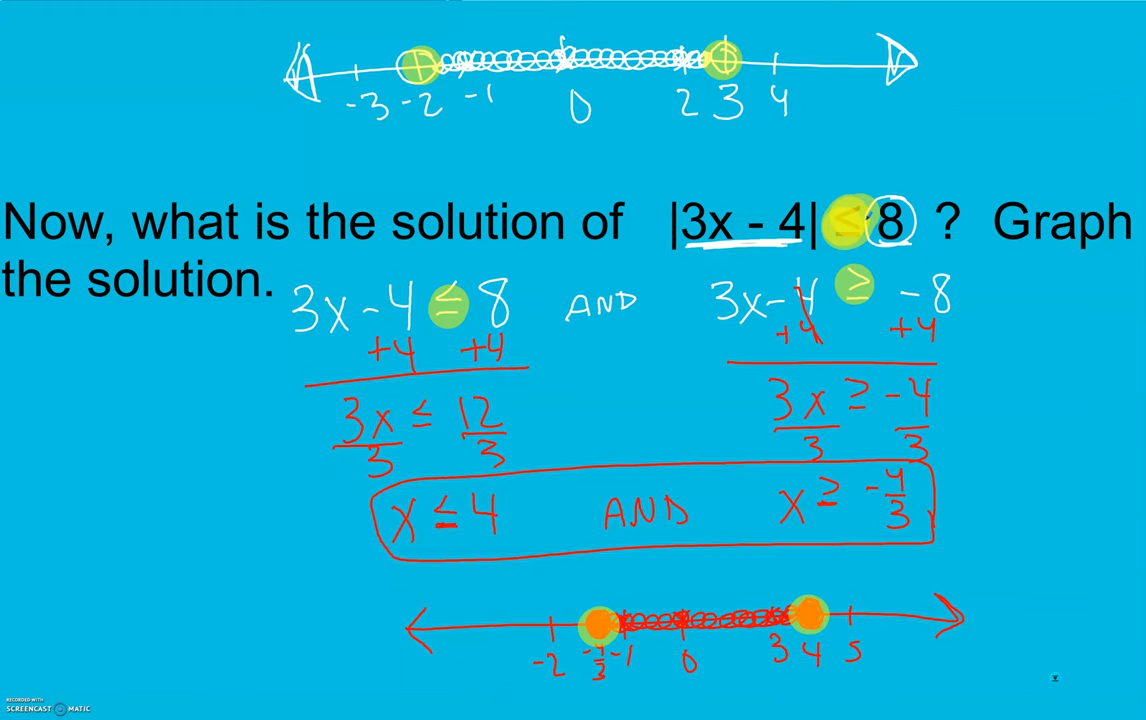 -3 -2 -1 0 2 3 4
Now, what is the solution of |3x - 4| ≤ 8 ? Graph
the solution.
3x - 4 ≤ 8 AND 3x - 4 ≥ -8
+4 +4 +4 +4
3x ≤ 12 3x ≥ -4
3 3 3 3
x ≤ 4 AND x ≥ -4/3
-2 -4/3 -1 0 3 4 5
RECORDED WITH
SCREENCAST MATIC